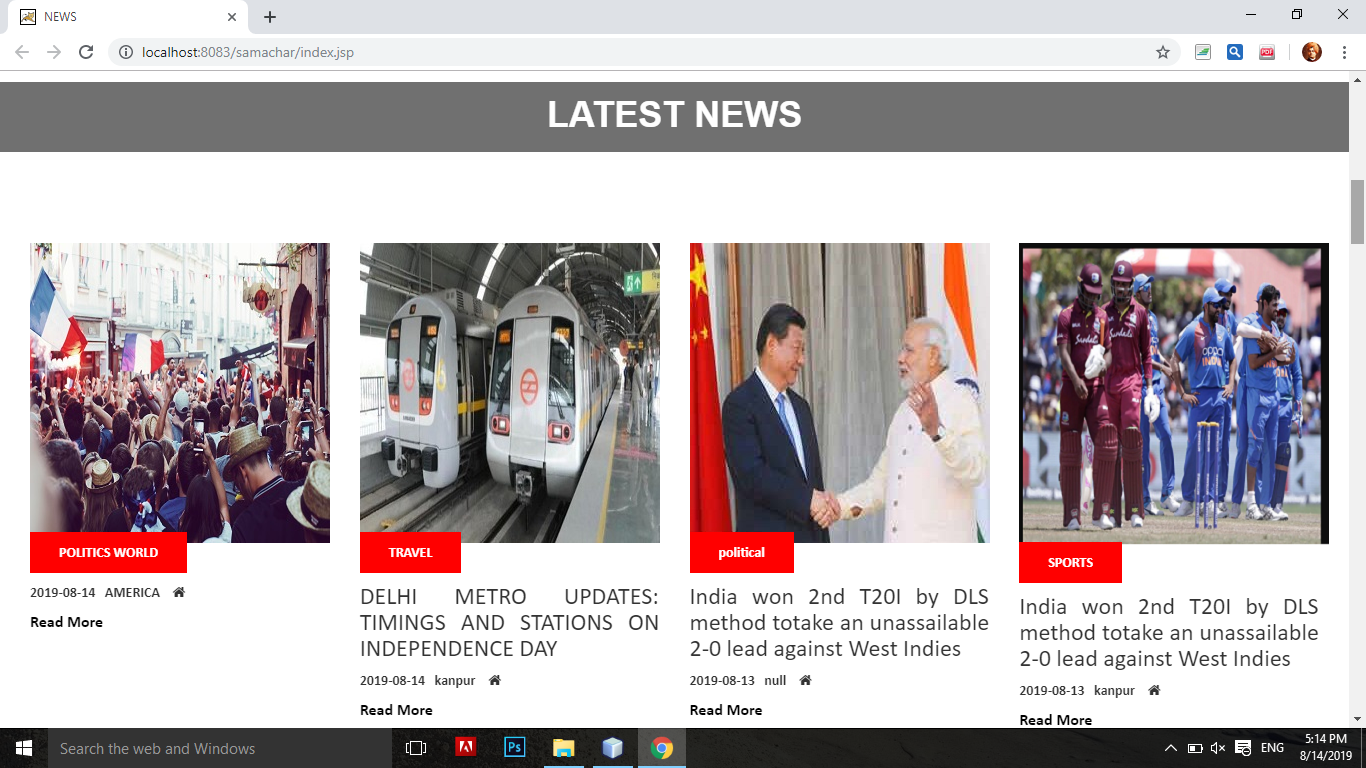 NEWS
localhost:8083/samachar/index.jsp
PDF
LATEST NEWS
OPPO
INDIA
POLITICS WORLD
2019-08-14 AMERICA
Read More
TRAVEL
DELHI METRO UPDATES:
TIMINGS AND STATIONS ON
INDEPENDENCE DAY
2019-08-14 kanpur
Read More
political
India won 2nd T20I by DLS
method totake an unassailable
2-0 lead against West Indies
2019-08-13 null
Read More
SPORTS
India won 2nd T20I by DLS
method totake an unassailable
2-0 lead against West Indies
2019-08-13 kanpur
Read More
Search the web and Windows
Ps
ENG
5:14 PM
8/14/2019